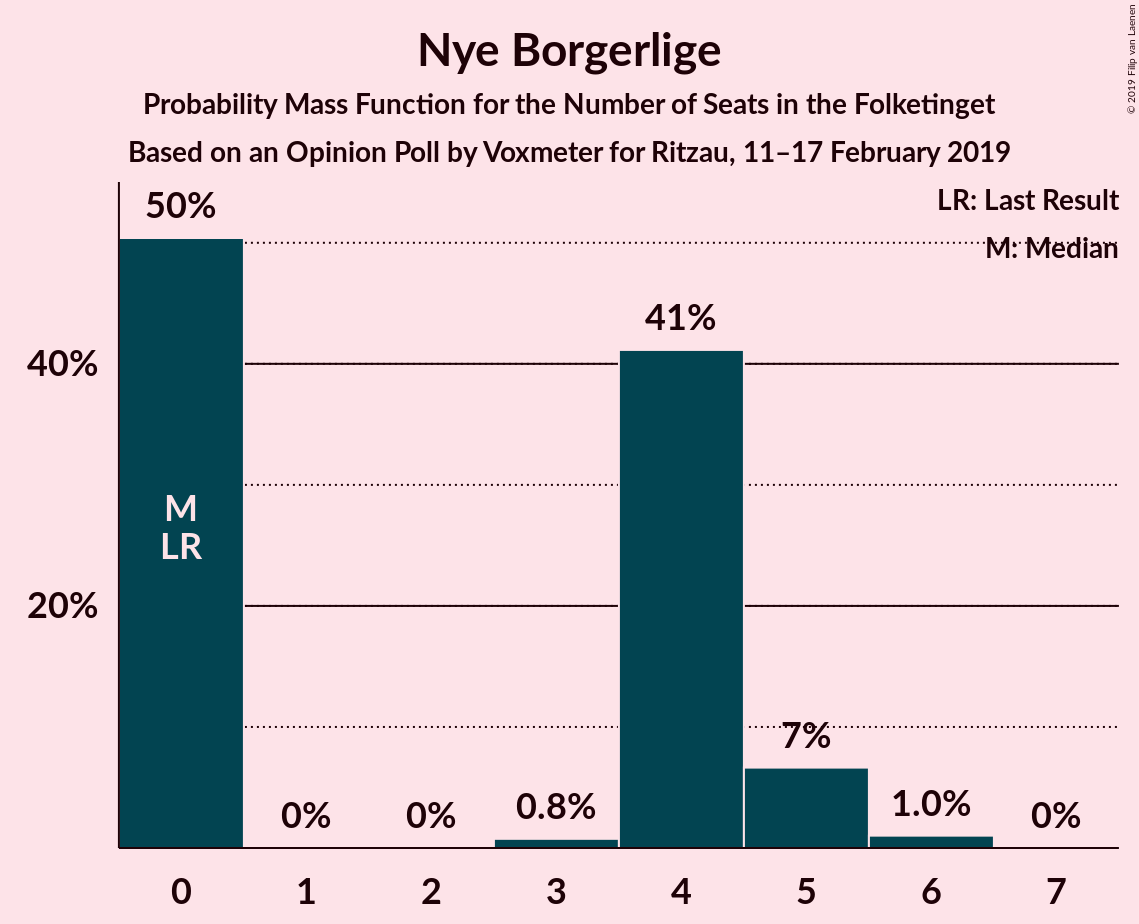 Nye Borgerlige
Probability Mass Function for the Number of Seats in the Folketinget
Based on an Opinion Poll by Voxmeter for Ritzau, 11–17 February 2019
© 2019 Filip van Laenen
LR: Last Result
M: Median
50%
41%
40%
M
LR
20%
7%
0%
0%
0.8%
1.0%
0%
0
1
2
3
4
5
6
7